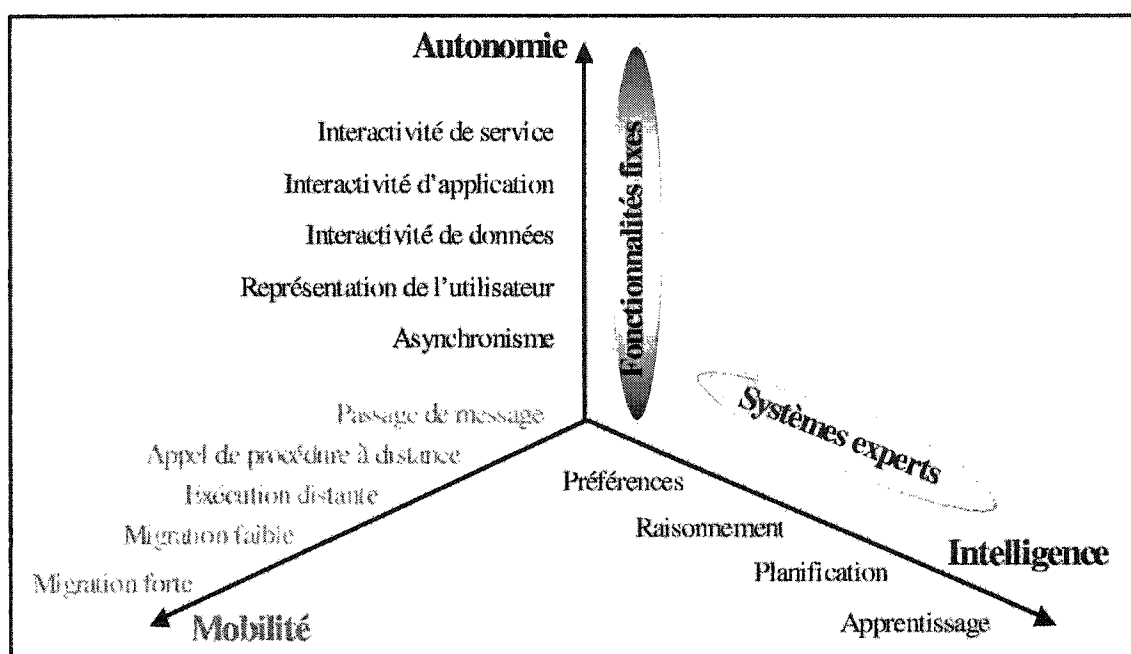 Autonomie
Interactivité de service
Interactivité d'application
Interactivité de données
Représentation de l'utilisateur
Asynchronisme
Fonctionnalités fixes
Passage de message
Appel de procédure à distance
Exécution distante
Migration faible
Migration forte
Mobilité
Systèmes experts
Préférences
Raisonnement
Planification
Apprentissage
Intelligence